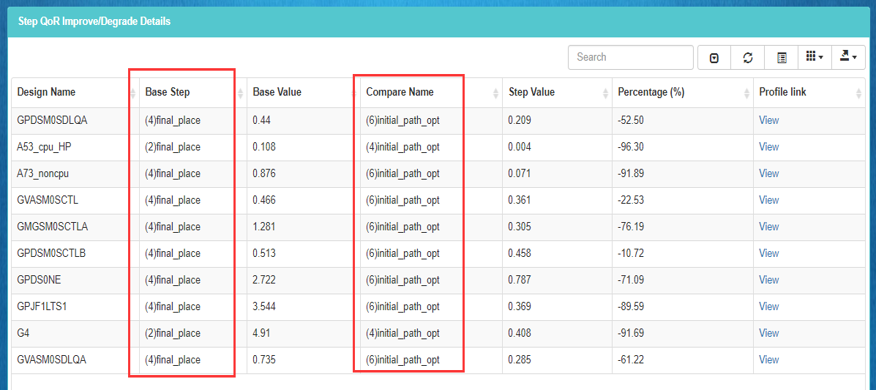 Step QoR Improve/Degrade Details
Search
Design Name Base Step Base Value Compare Name Step Value Percentage (%) Profile link
GPDSM0SDLQA (4)final_place 0.44 (6)initial_path_opt 0.209 -52.50 View
A53_cpu_HP (2)final_place 0.108 (4)initial_path_opt 0.004 -96.30 View
A73_noncpu (4)final_place 0.876 (6)initial_path_opt 0.071 -91.89 View
GVASM0SCTL (4)final_place 0.466 (6)initial_path_opt 0.361 -22.53 View
GMGSM0SCTLA (4)final_place 1.281 (6)initial_path_opt 0.305 -76.19 View
GPDSM0SCTLB (4)final_place 0.513 (6)initial_path_opt 0.458 -10.72 View
GPDS0NE (4)final_place 2.722 (6)initial_path_opt 0.787 -71.09 View
GPJF1LTS1 (4)final_place 3.544 (6)initial_path_opt 0.369 -89.59 View
G4 (2)final_place 4.91 (4)initial_path_opt 0.408 -91.69 View
GVASM0SDLQA (4)final_place 0.735 (6)initial_path_opt 0.285 -61.22 View